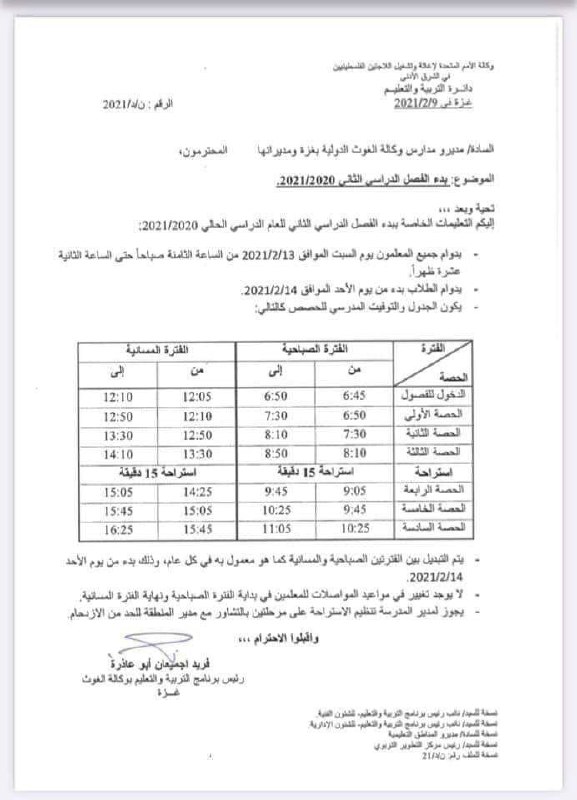 وكالة الأمم المتحدة لإغاثة وتشغيل اللاجئين الفلسطينيين
في الشرق الأدنى
دائرة التربية والتعليم
غزة في 2021/2/9
الرقم : ن/د/2021
السادة/ مديرو مدارس وكالة الغوث الدولية بغزة ومديراتها المحترمون،
الموضوع: بدء الفصل الدراسي الثاني 2021/2020.
تحية وبعد ،،،
إليكم التعليمات الخاصة ببدء الفصل الدراسي الثاني للعام الدراسي الحالي 2021/2020:
- يداوم جميع المعلمون يوم السبت الموافق 2021/2/13 من الساعة الثامنة صباحاً حتى الساعة الثانية
عشرة ظهراً.
- يداوم الطلاب بدء من يوم الأحد الموافق 2021/2/14.
- يكون الجدول والتوقيت المدرسي للحصص كالتالي:
الفترة الفترة الصباحية الفترة المسائية
الحصة من إلى من إلى
الدخول للفصول 6:45 6:50 12:05 12:10
الحصة الأولى 6:50 7:30 12:10 12:50
الحصة الثانية 7:30 8:10 12:50 13:30
الحصة الثالثة 8:10 8:50 13:30 14:10
استراحة استراحة 15 دقيقة استراحة 15 دقيقة
الحصة الرابعة 9:05 9:45 14:25 15:05
الحصة الخامسة 9:45 10:25 15:05 15:45
الحصة السادسة 10:25 11:05 15:45 16:25
- يتم التبديل بين الفترتين الصباحية والمسائية كما هو معمول به في كل عام، وذلك بدء من يوم الأحد
2021/2/14
- لا يوجد تغيير في مواعيد المواصلات للمعلمين في بداية الفترة الصباحية ونهاية الفترة المسائية.
- يجوز لمدير المدرسة تنظيم الاستراحة على مرحلتين بالتشاور مع مدير المنطقة للحد من الازدحام.
واقبلوا الاحترام ،،،
فريد اجميعان أبو عاذرة
رئيس برنامج التربية والتعليم بوكالة الغوث
غزة
نسخة للسيد/ نائب رئيس برنامج التربية والتعليم- للشئون الفنية.
نسخة للسيد/ نائب رئيس برنامج التربية والتعليم- للشئون الإدارية.
نسخة للسادة/ مديرو المناطق التعليمية
نسخة للسيد/ رئيس مركز التطوير التربوي
نسخة للملف رقم: ن/د/21